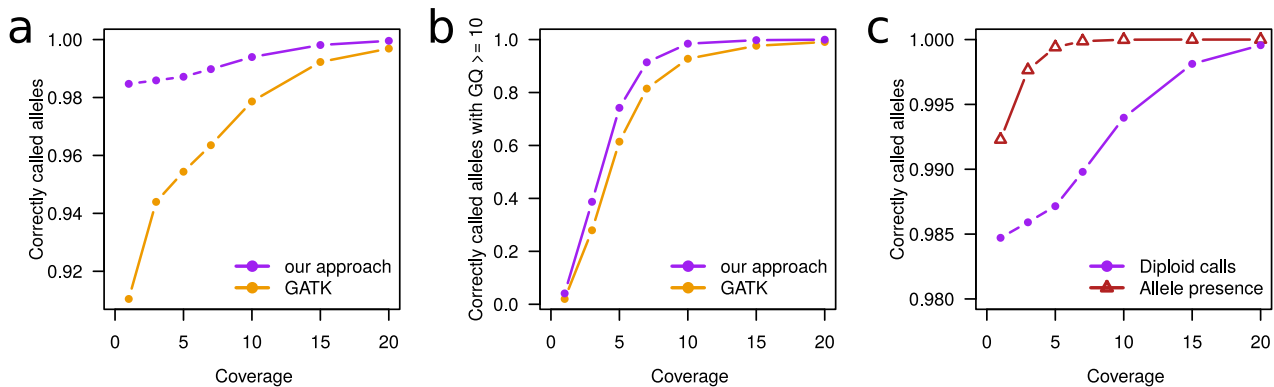 a
1.00
0.98
0.96
0.94
0.92
Correctly called alleles
our approach
GATK
0 5 10 15 20
Coverage
b
1.0
0.8
0.6
0.4
0.2
0.0
Correctly called alleles with GQ >= 10
our approach
GATK
0 5 10 15 20
Coverage
c
1.000
0.995
0.990
0.985
0.980
Correctly called alleles
Diploid calls
Allele presence
0 5 10 15 20
Coverage